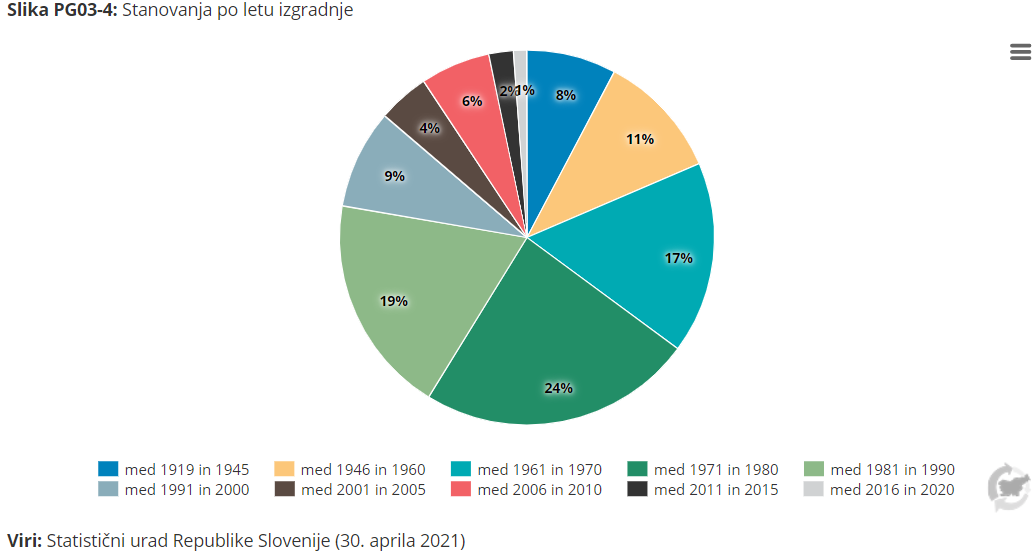 Slika PG03-4: Stanovanja po letu izgradnje
2%
1%
8%
6%
4%
11%
9%
17%
19%
24%
med 1919 in 1945 med 1946 in 1960 med 1961 in 1970 med 1971 in 1980 med 1981 in 1990
med 1991 in 2000 med 2001 in 2005 med 2006 in 2010 med 2011 in 2015 med 2016 in 2020
Viri: Statistični urad Republike Slovenije (30. aprila 2021)